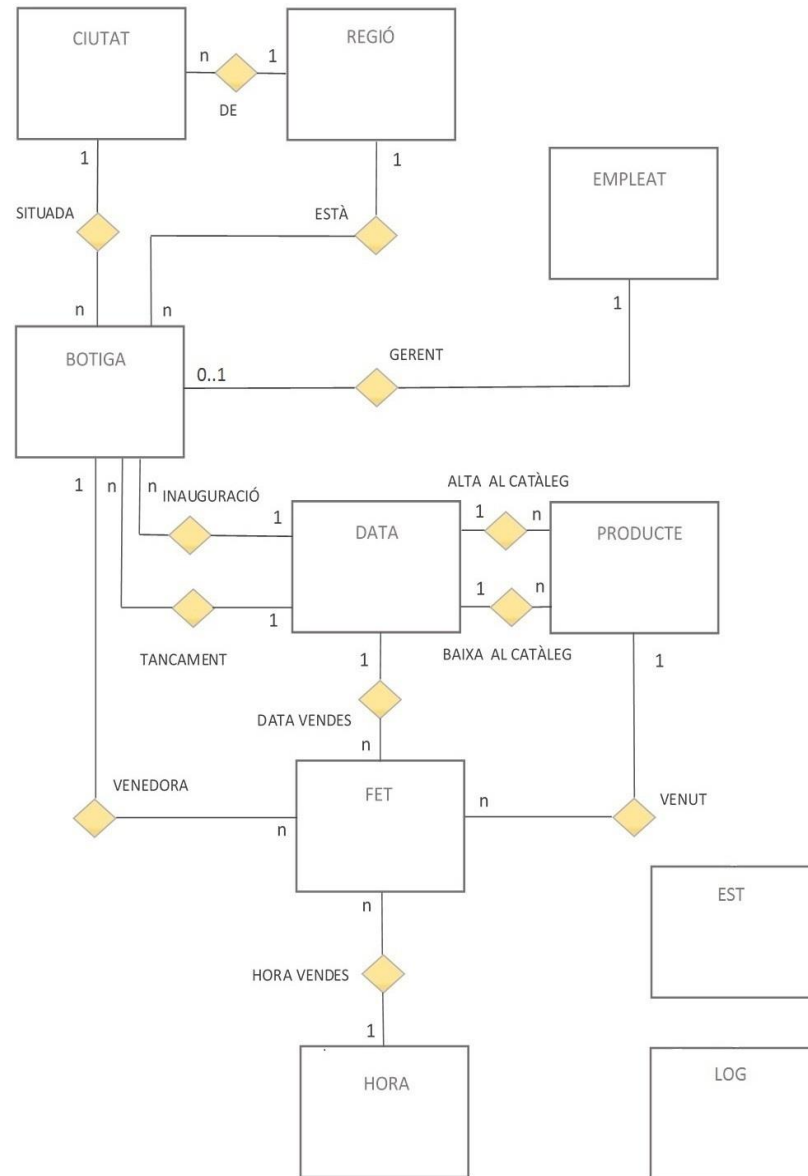 CIUTAT
REGIÓ
n
1
DE
1
1
EMPLEAT
SITUADA
ESTÀ
n
n
1
BOTIGA
GERENT
0..1
1
n
n
INAUGURACIÓ
ALTA AL CATÀLEG
1
DATA
1
n
PRODUCTE
1
1
n
TANCAMENT
BAIXA AL CATÀLEG
1
1
DATA VENDES
n
VENEDORA
FET
n
VENUT
n
n
EST
HORA VENDES
1
HORA
LOG